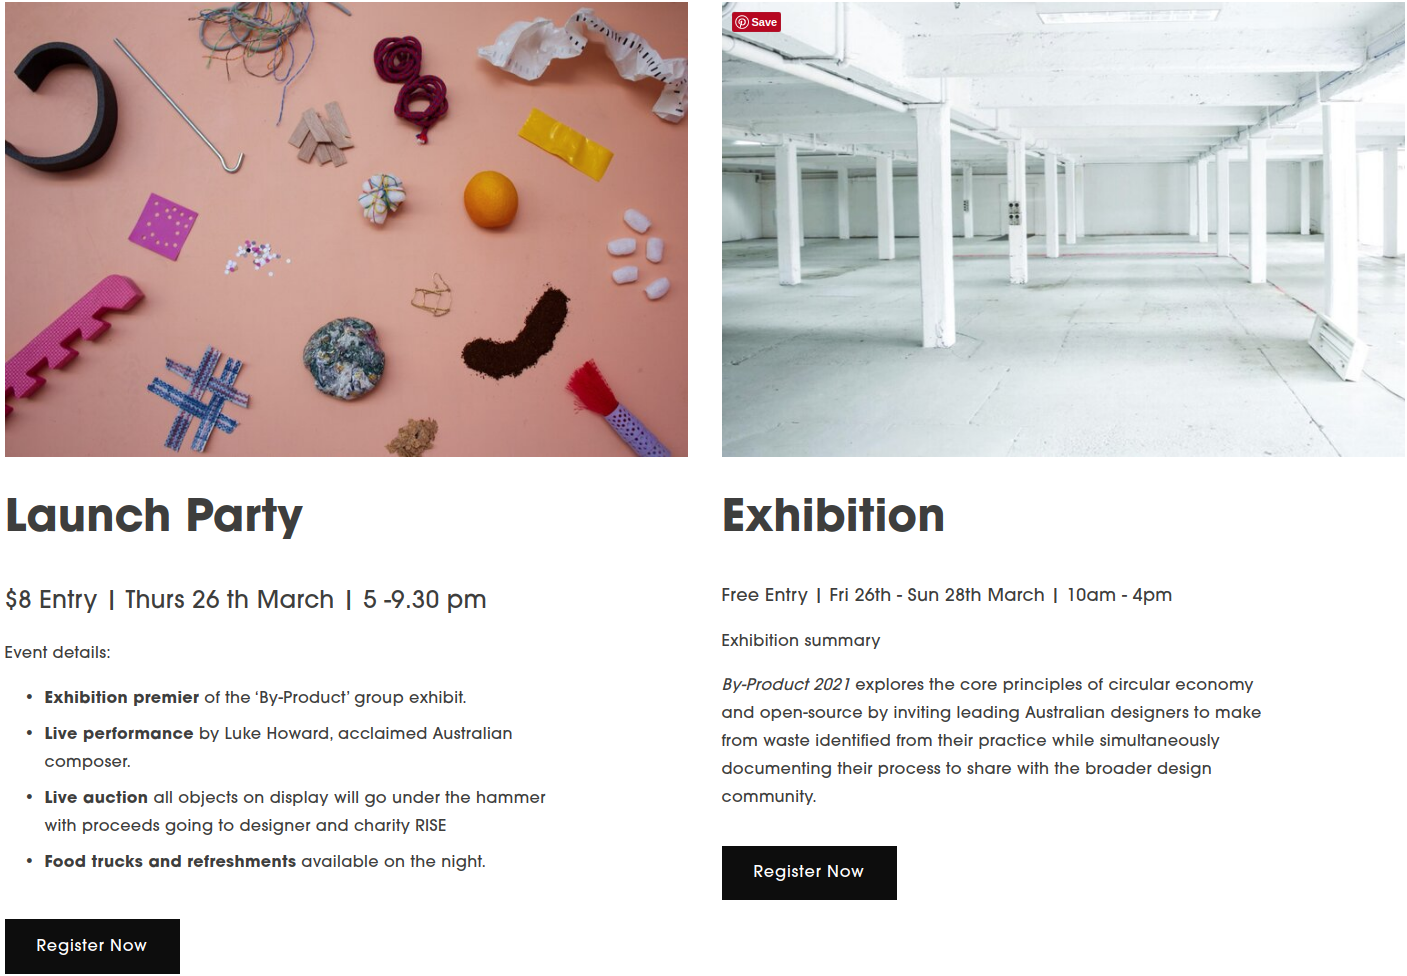 Save
Launch Party
$8 Entry | Thurs 26 th March | 5 -9.30 pm
Event details:
• Exhibition premier of the ‘By-Product’ group exhibit.
• Live performance by Luke Howard, acclaimed Australian
composer.
• Live auction all objects on display will go under the hammer
with proceeds going to designer and charity RISE
• Food trucks and refreshments available on the night.
Register Now
Exhibition
Free Entry | Fri 26th - Sun 28th March | 10am - 4pm
Exhibition summary
By-Product 2021 explores the core principles of circular economy
and open-source by inviting leading Australian designers to make
from waste identified from their practice while simultaneously
documenting their process to share with the broader design
community.
Register Now